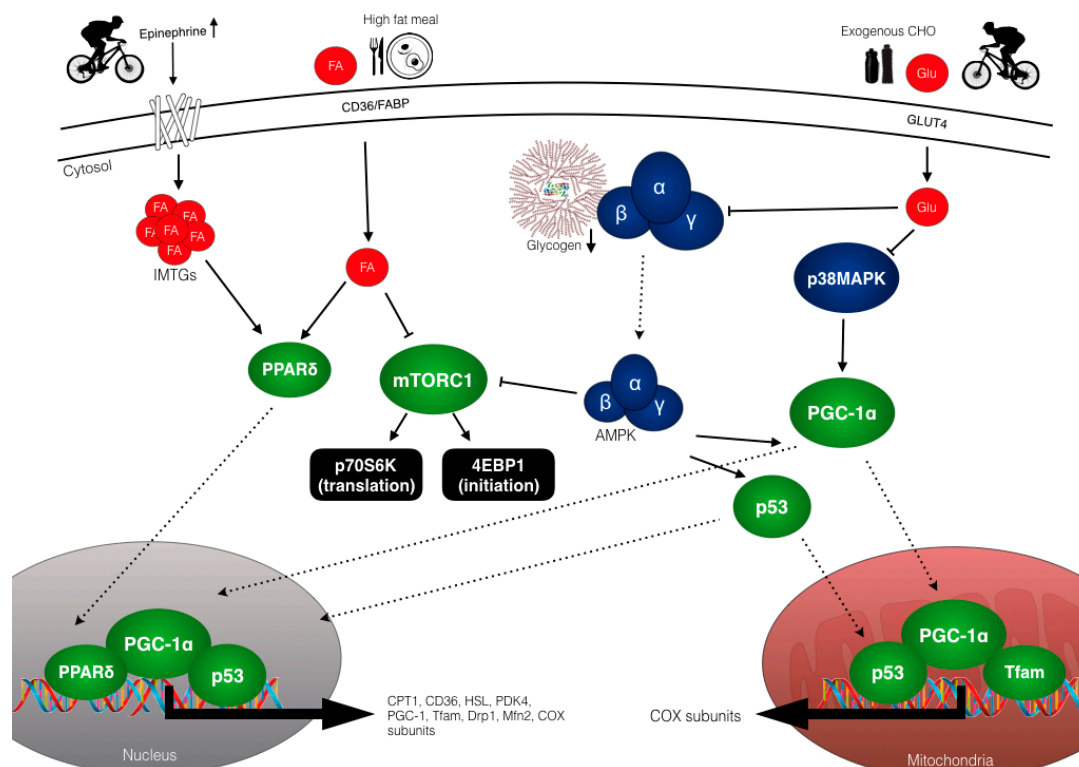 Epinephrine
High fat meal
FA
Exogenous CHO
Glu
CD36/FABP
GLUT4
Cytosol
FA
FA
FA
FA
FA
FA
FA
IMTGs
FA
Glycogen
α
β
γ
Glu
p38MAPK
PPARδ
mTORC1
α
β
γ
AMPK
PGC-1α
p70S6K
(translation)
4EBP1
(initiation)
p53
PGC-1α
PPARδ
p53
CPT1, CD36, HSL, PDK4,
PGC-1, Tfam, Drp1, Mfn2, COX
subunits
Nucleus
PGC-1α
p53
Tfam
COX subunits
Mitochondria